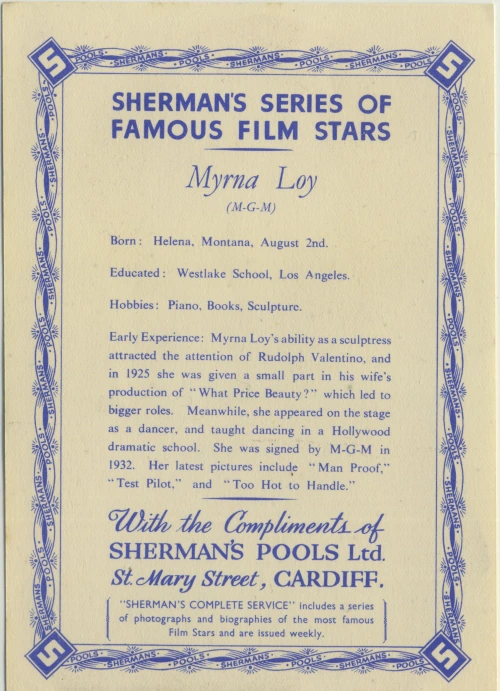 SHERMANS POOLS SHERMANS POOLS SHERMANS POOLS
SHERMAN'S SERIES OF
FAMOUS FILM STARS
Myrna Loy
(M-G-M)
Born: Helena, Montana, August 2nd.
Educated: Westlake School, Los Angeles.
Hobbies: Piano, Books, Sculpture.
Early Experience: Myrna Loy's ability as a sculptress
attracted the attention of Rudolph Valentino, and
in 1925 she was given a small part in his wife's
production of "What Price Beauty?" which led to
bigger roles. Meanwhile, she appeared on the stage
as a dancer, and taught dancing in a Hollywood
dramatic school. She was signed by M-G-M in
1932. Her latest pictures include "Man Proof,"
"Test Pilot," and "Too Hot to Handle."
With the Compliments of
SHERMAN'S POOLS Ltd.
St. Mary Street, CARDIFF.
"SHERMAN'S COMPLETE SERVICE" includes a series
of photographs and biographies of the most famous
Film Stars and are issued weekly.